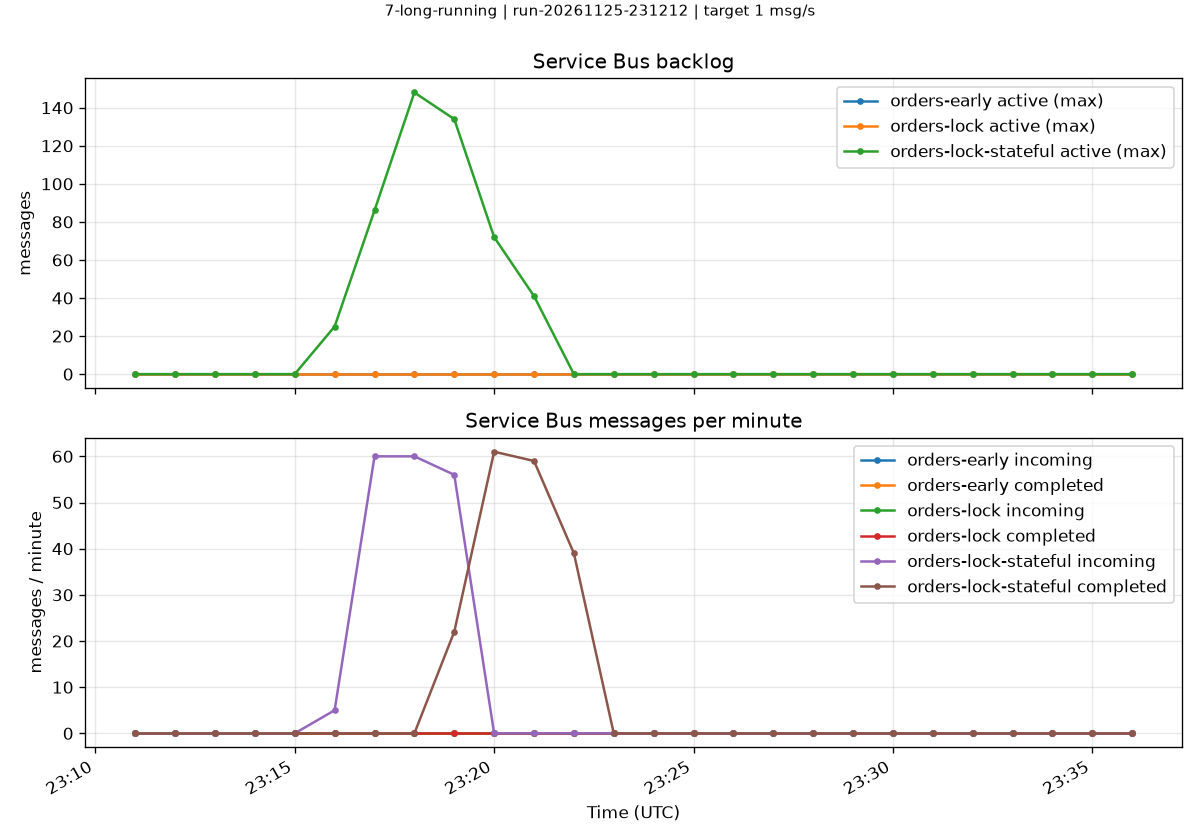 7-long-running | run-20261125-231212 | target 1 msg/s
Service Bus backlog
messages
140
120
100
80
60
40
20
0
orders-early active (max)
orders-lock active (max)
orders-lock-stateful active (max)
Service Bus messages per minute
messages / minute
60
50
40
30
20
10
0
orders-early incoming
orders-early completed
orders-lock incoming
orders-lock completed
orders-lock-stateful incoming
orders-lock-stateful completed
23:10
23:15
23:20
23:25
23:30
23:35
Time (UTC)